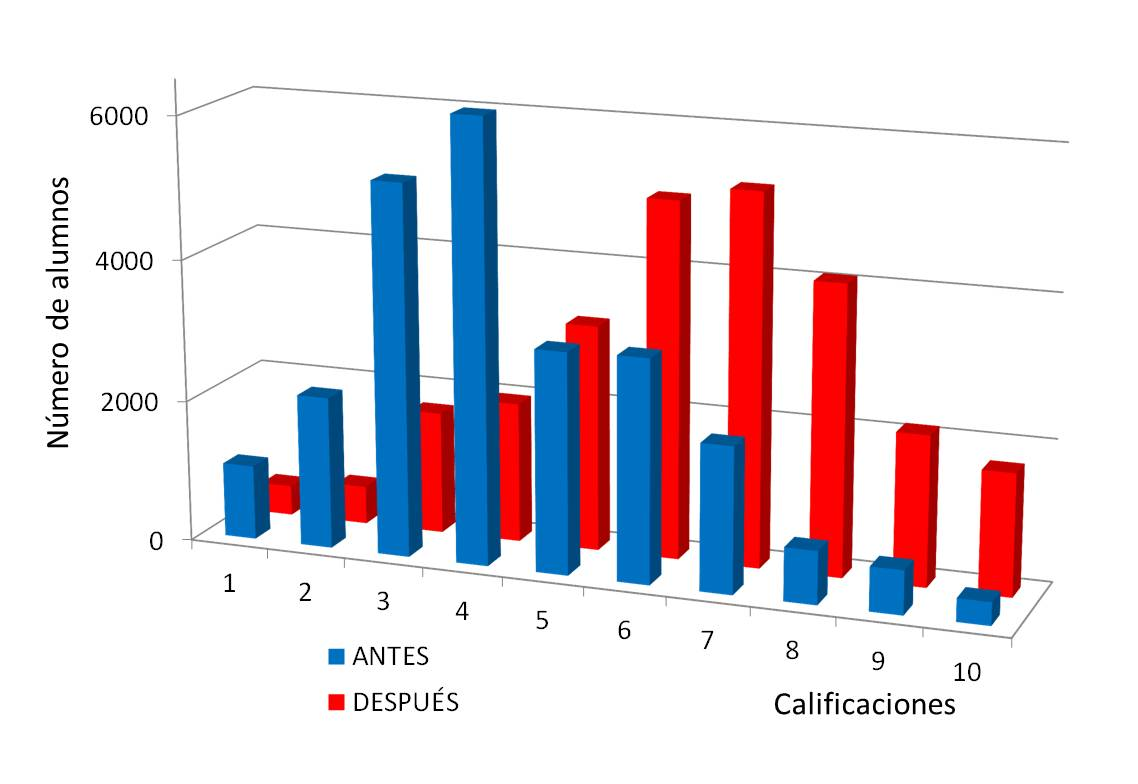 Número de alumnos
6000
4000
2000
0
1 2 3 4 5 6 7 8 9 10
Calificaciones
ANTES
DESPUÉS